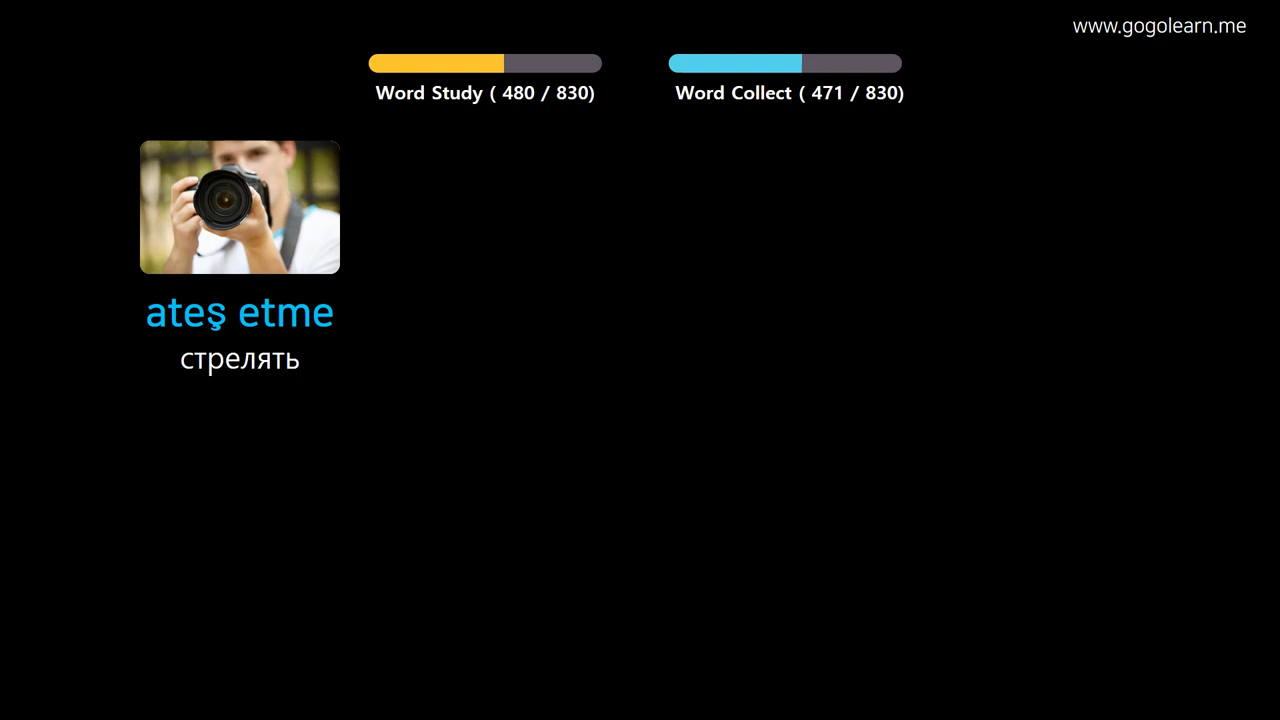 www.gogolearn.me
Word Study ( 480 / 830)
Word Collect ( 471 / 830)
ateş etme
стрелять